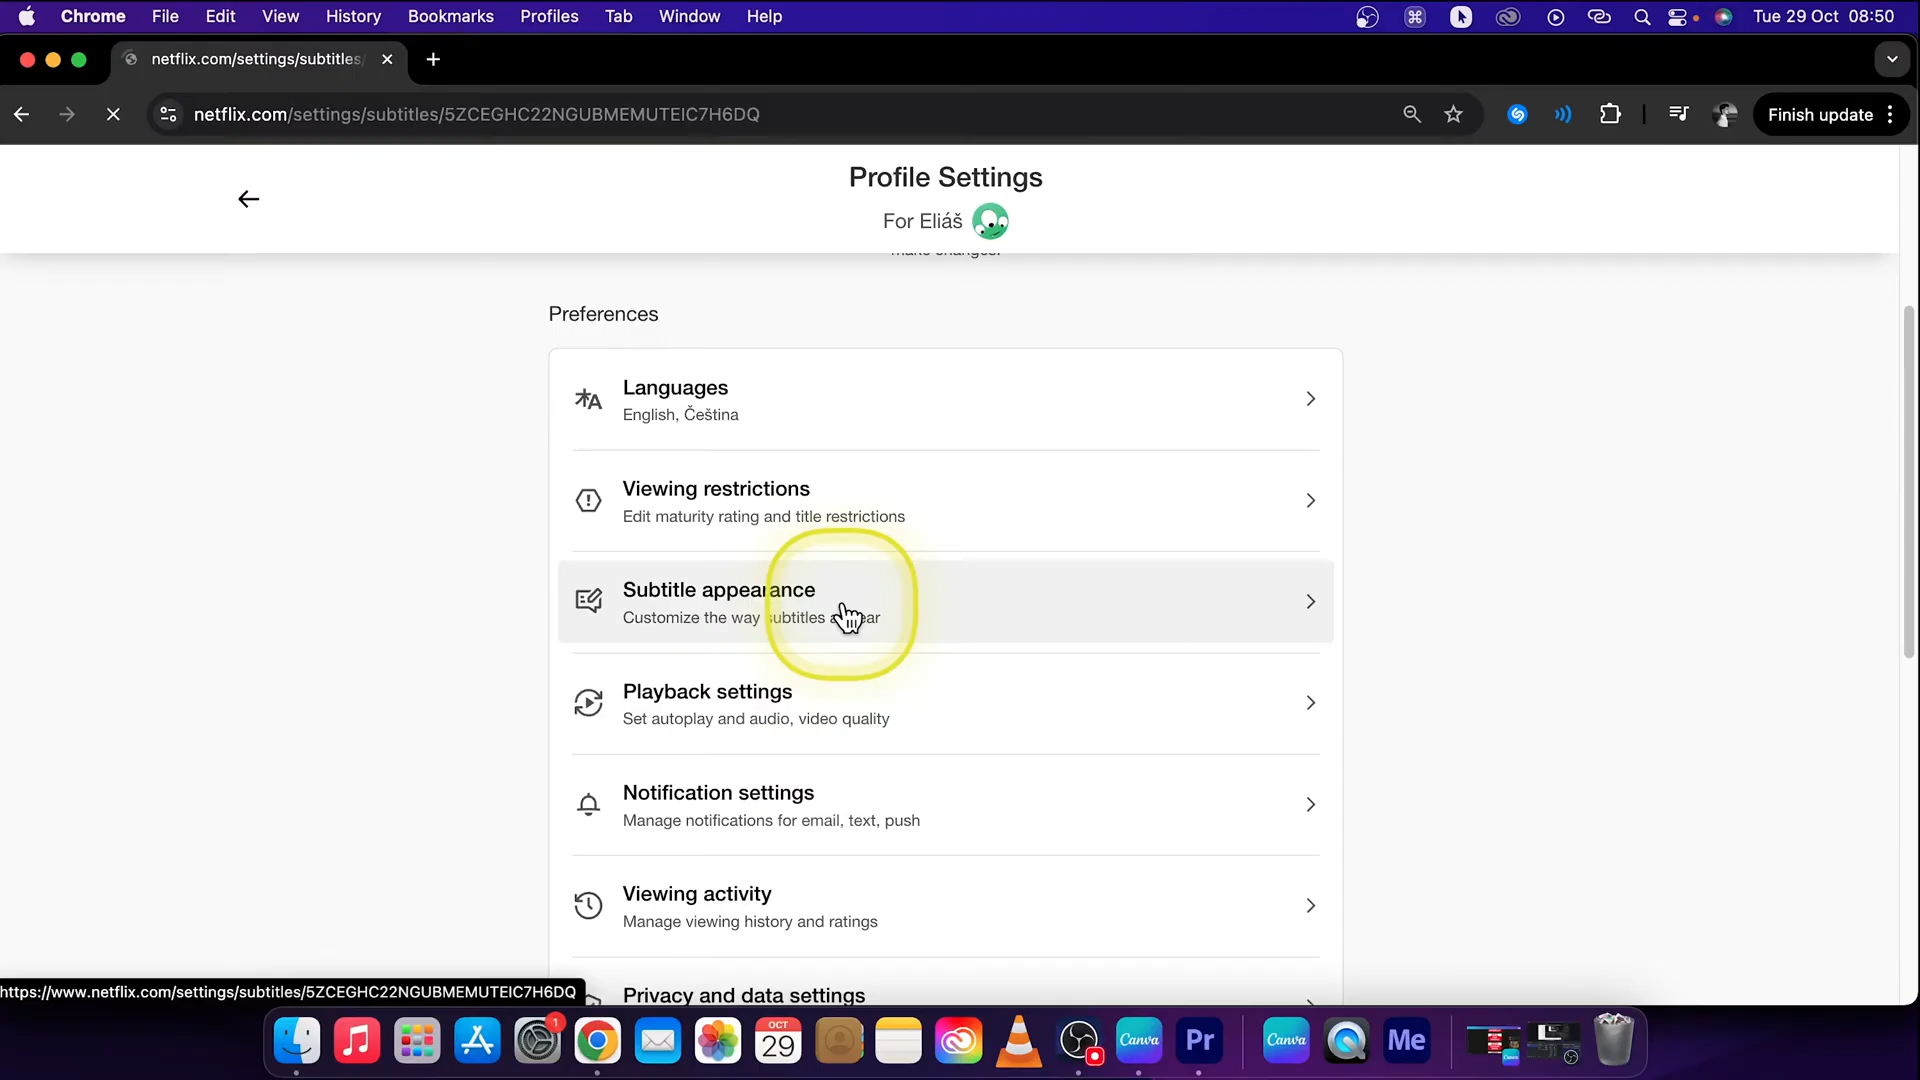 Chrome File Edit View History Bookmarks Profiles Tab Window Help Tue 29 Oct 08:50
netflix.com/settings/subtitles/
netflix.com/settings/subtitles/5ZCEGHC22NGUBMEMUTEIC7H6DQ Finish update
Profile Settings
For Eliáš
make changes.
Preferences
Languages
English, Čeština
Viewing restrictions
Edit maturity rating and title restrictions
Subtitle appearance
Customize the way subtitles
Playback settings
Set autoplay and audio, video quality
Notification settings
Manage notifications for email, text, push
Viewing activity
Manage viewing history and ratings
https://www.netflix.com/settings/subtitles/5ZCEGHC22NGUBMEMUTEIC7H6DQ
Privacy and data settings
1
OCT
29
Canva
Pr
Canva
Me